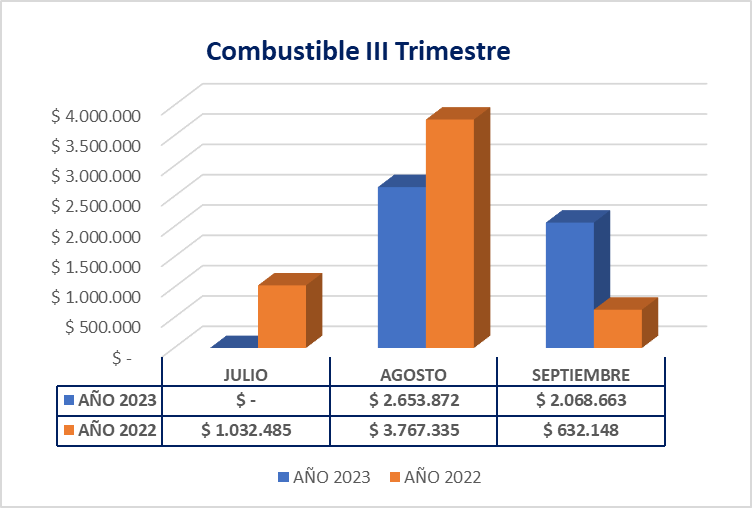 Combustible III Trimestre
$ 4.000.000
$ 3.500.000
$ 3.000.000
$ 2.500.000
$ 2.000.000
$ 1.500.000
$ 1.000.000
$ 500.000
$ -
JULIO AGOSTO SEPTIEMBRE
AÑO 2023 $ - $ 2.653.872 $ 2.068.663
AÑO 2022 $ 1.032.485 $ 3.767.335 $ 632.148
AÑO 2023 AÑO 2022